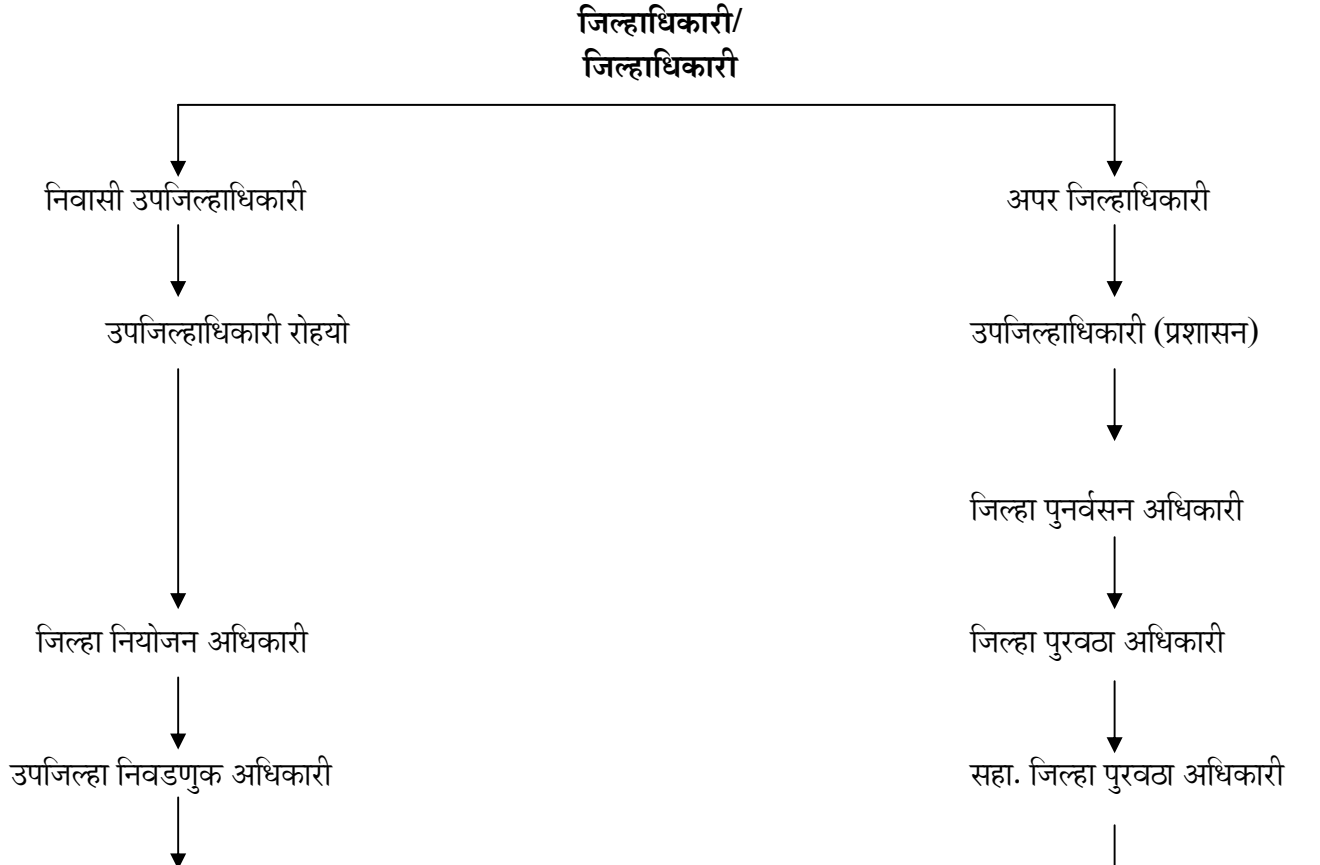 जिल्हाधिकारी/
जिल्हाधिकारी
निवासी उपजिल्हाधिकारी
अपर जिल्हाधिकारी
उपजिल्हाधिकारी रोहयो
उपजिल्हाधिकारी (प्रशासन)
जिल्हा पुनर्वसन अधिकारी
जिल्हा नियोजन अधिकारी
जिल्हा पुरवठा अधिकारी
उपजिल्हा निवडणुक अधिकारी
सहा. जिल्हा पुरवठा अधिकारी